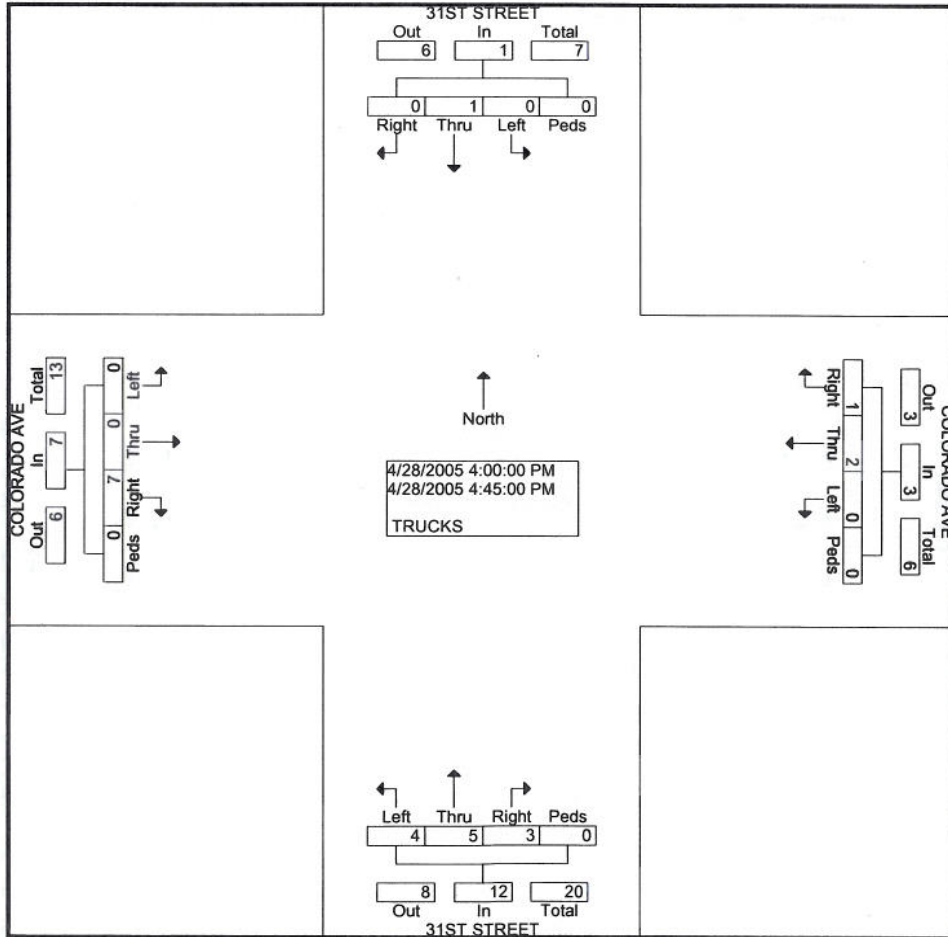 31ST STREET
Out In Total
6 1 7
0 1 0 0
Right Thru Left Peds
COLORADO AVE
Total In Out
13 7 6
0 0 7 0
Left Thru Right Peds
North
4/28/2005 4:00:00 PM
4/28/2005 4:45:00 PM
TRUCKS
Right Thru Left Peds
1 2 0 0
Out In Total
3 3 6
COLORADO AVE
Left Thru Right Peds
4 5 3 0
8 12 20
Out In Total
31ST STREET